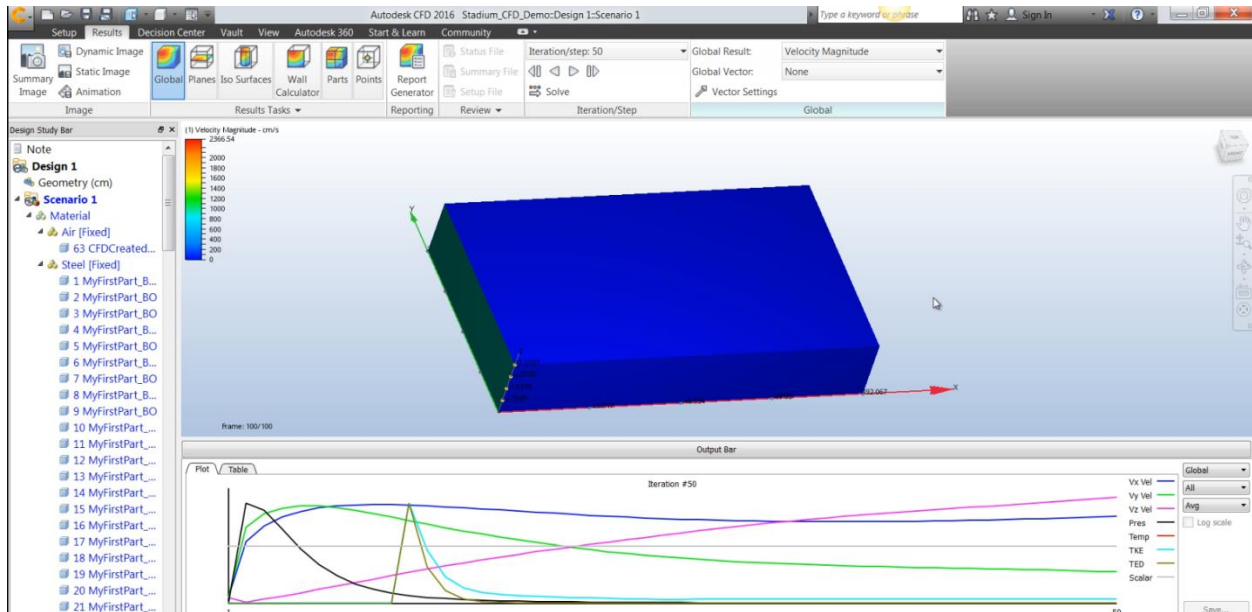 Autodesk CFD 2016 Stadium_CFD_Demo::Design 1::Scenario 1
Type a keyword or phrase
Sign In
Setup Results Decision Center Vault View Autodesk 360 Start & Learn Community
Summary Image
Dynamic Image
Static Image
Animation
Image
Global Planes Iso Surfaces Wall Calculator Parts Points
Results Tasks
Report Generator
Reporting
Status File
Summary File
Setup File
Review
Iteration/step: 50
Solve
Iteration/Step
Global Result: Velocity Magnitude
Global Vector: None
Vector Settings
Global
Design Study Bar
Note
Design 1
Geometry (cm)
Scenario 1
Material
Air [Fixed]
63 CFDCreated...
Steel [Fixed]
1 MyFirstPart_B...
2 MyFirstPart_BO
3 MyFirstPart_BO
4 MyFirstPart_B...
5 MyFirstPart_BO
6 MyFirstPart_B...
7 MyFirstPart_BO
8 MyFirstPart_B...
9 MyFirstPart_BO
10 MyFirstPart_...
11 MyFirstPart_...
12 MyFirstPart_...
13 MyFirstPart_...
14 MyFirstPart_...
15 MyFirstPart_...
16 MyFirstPart_...
17 MyFirstPart_...
18 MyFirstPart_...
19 MyFirstPart_...
20 MyFirstPart_...
21 MyFirstPart_...
(1) Velocity Magnitude - cm/s
2366.54
2000
1800
1600
1400
1200
1000
800
600
400
200
0
Y
X
Frame: 100/100
Output Bar
Plot Table
Iteration #50
Vx Vel
Vy Vel
Vz Vel
Pres
Temp
TKE
TED
Scalar
1
50
Global
All
Avg
Log scale
Save...